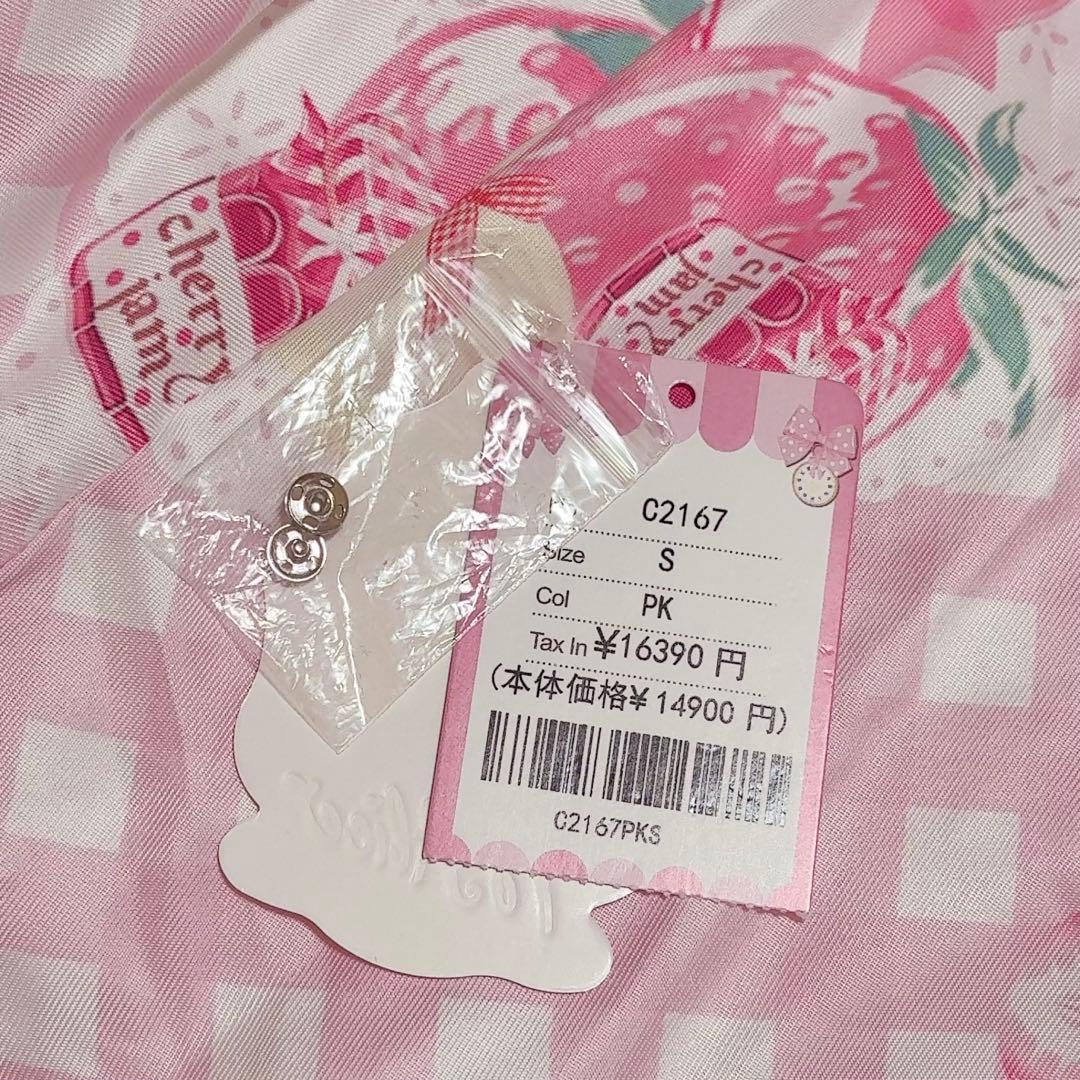 cherry
jam
cherry
jam
C2167
Size S
Col PK
Tax In ¥16390 円
(本体価格¥ 14900 円)
C2167PKS